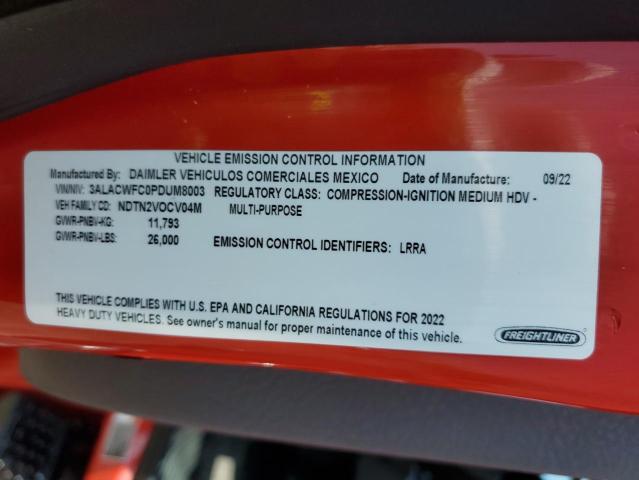 VEHICLE EMISSION CONTROL INFORMATION
Manufactured By: DAIMLER VEHICULOS COMERCIALES MEXICO Date of Manufacture: 09/22
VIN/NIV: 3ALACWFC0PDUM8003 REGULATORY CLASS: COMPRESSION-IGNITION MEDIUM HDV -
VEH FAMILY CD: NDTN2VOCV04M MULTI-PURPOSE
GVWR-PNBV-KG: 11,793
GVWR-PNBV-LBS: 26,000 EMISSION CONTROL IDENTIFIERS: LRRA
THIS VEHICLE COMPLIES WITH U.S. EPA AND CALIFORNIA REGULATIONS FOR 2022
HEAVY DUTY VEHICLES. See owner's manual for proper maintenance of this vehicle.
FREIGHTLINER